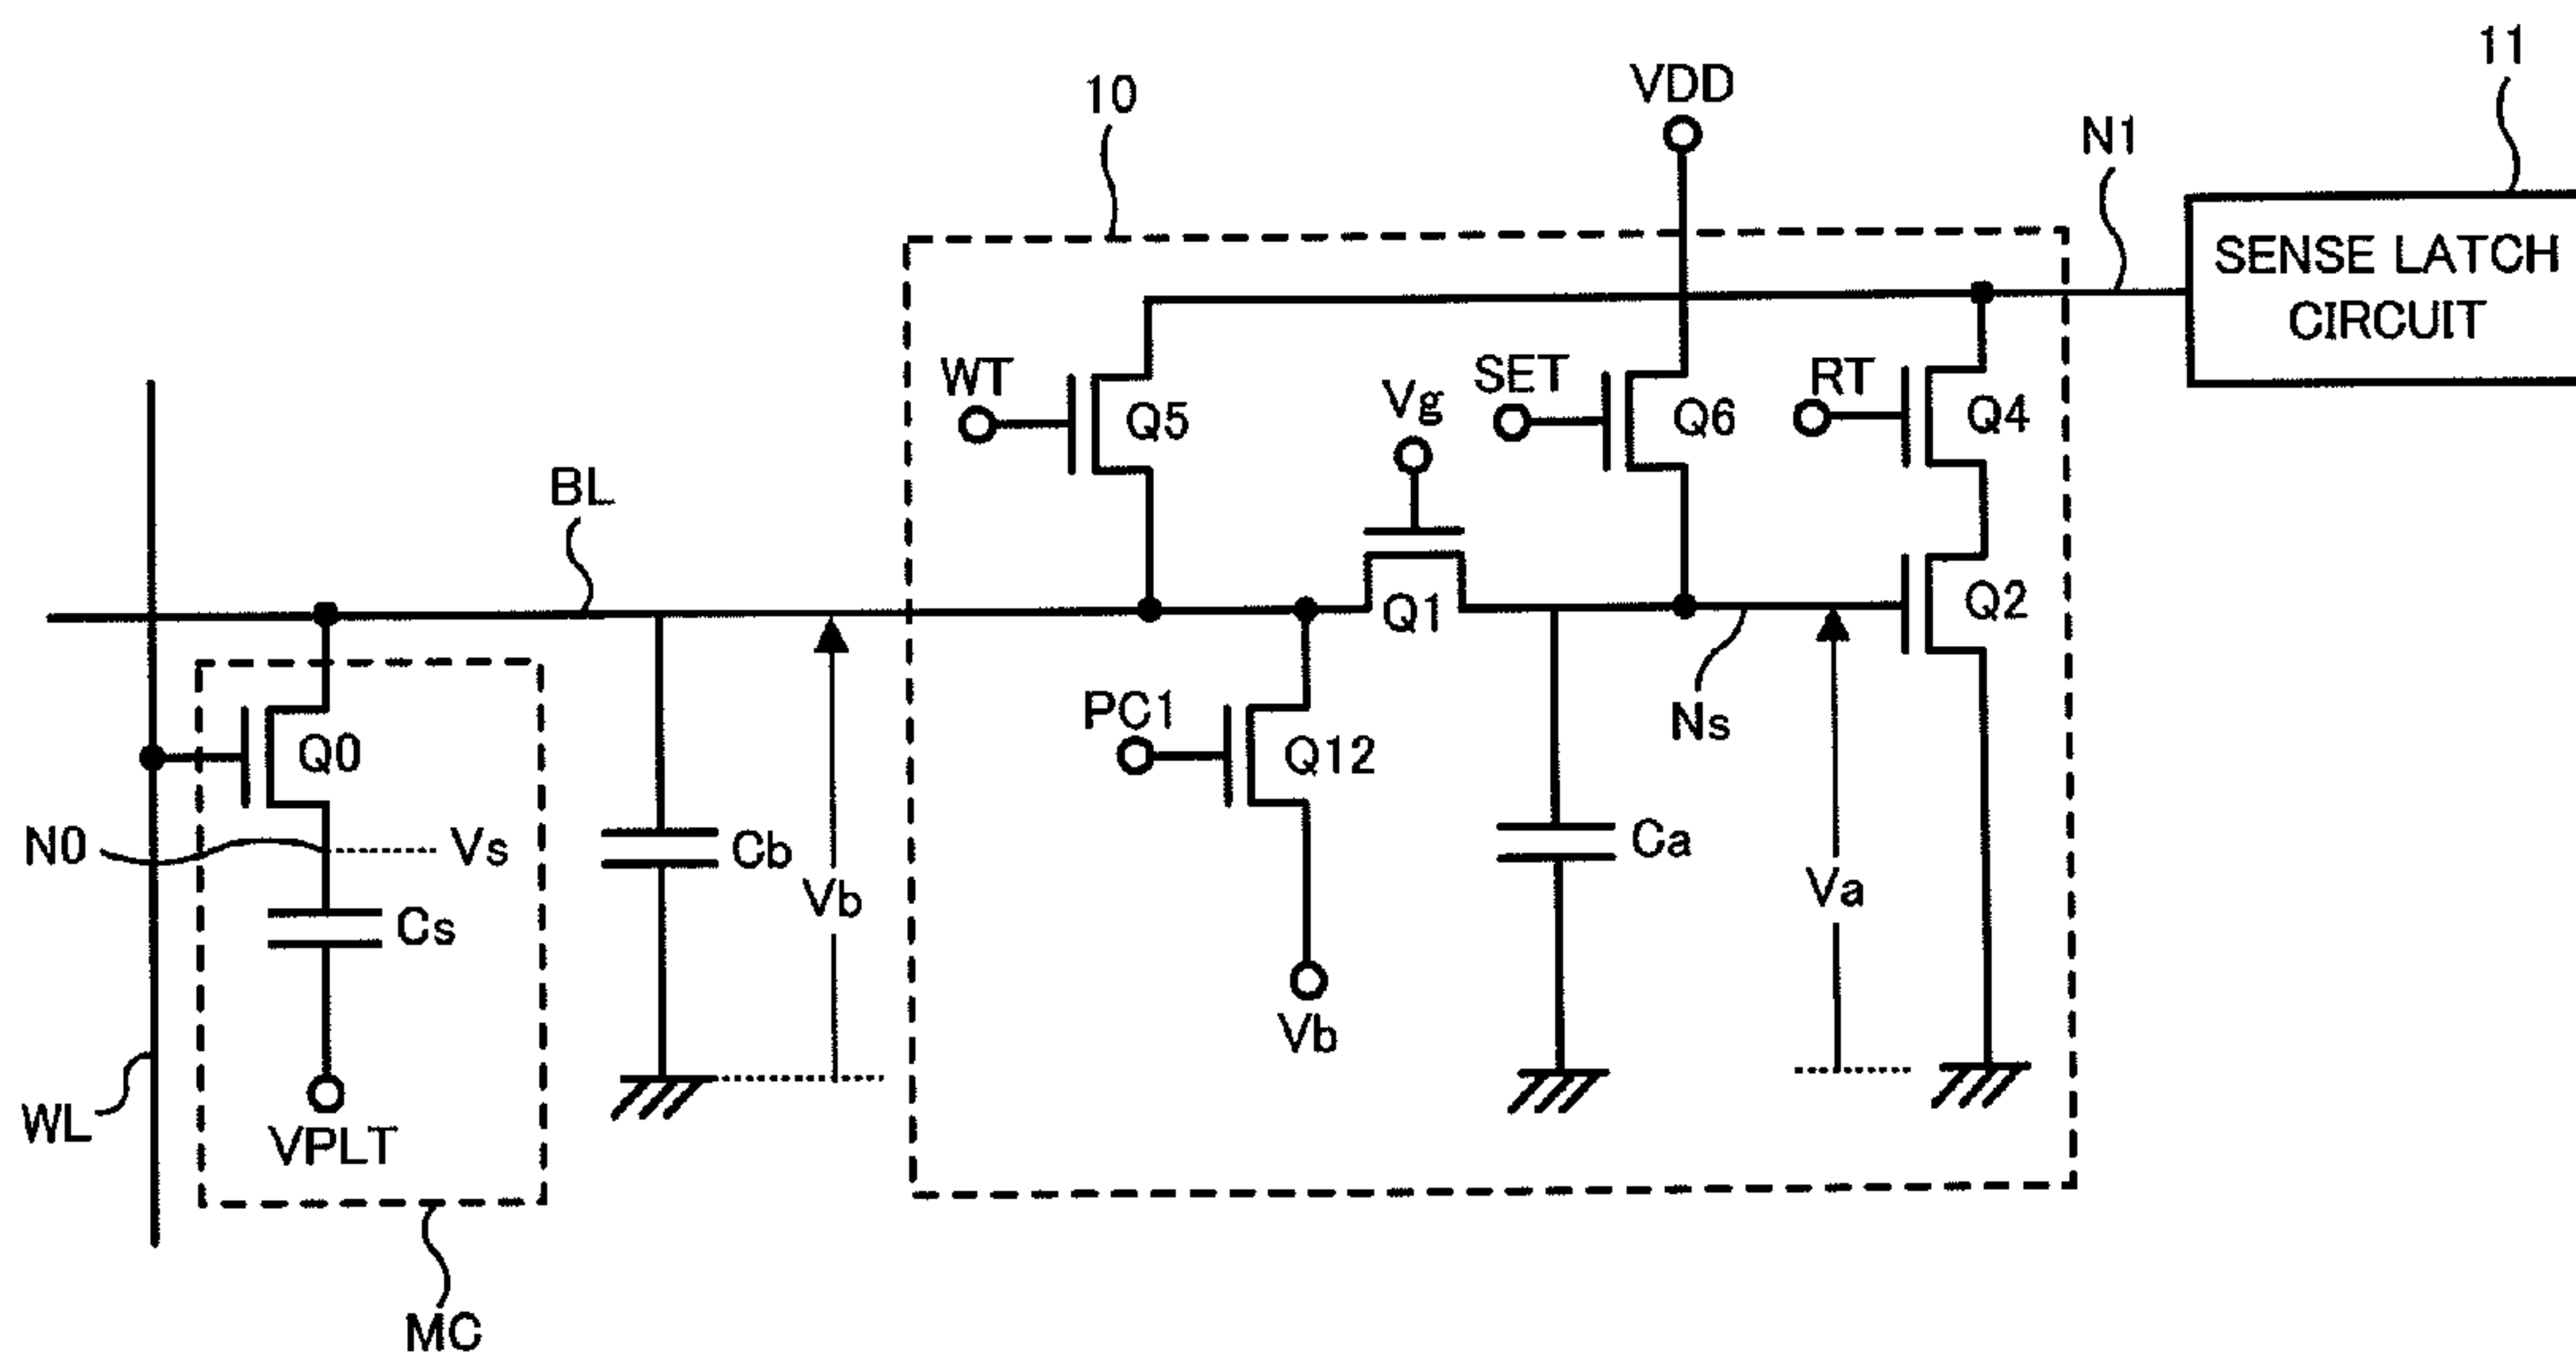 11
VDD
10
N1
SENSE LATCH
CIRCUIT
WT
SET
RT
Vg
Q5
Q6
Q4
BL
Q1
Q2
PC1
Ns
Q0
Q12
N0
Vs
Cb
Ca
Vb
Va
Cs
Vb
WL
VPLT
MC